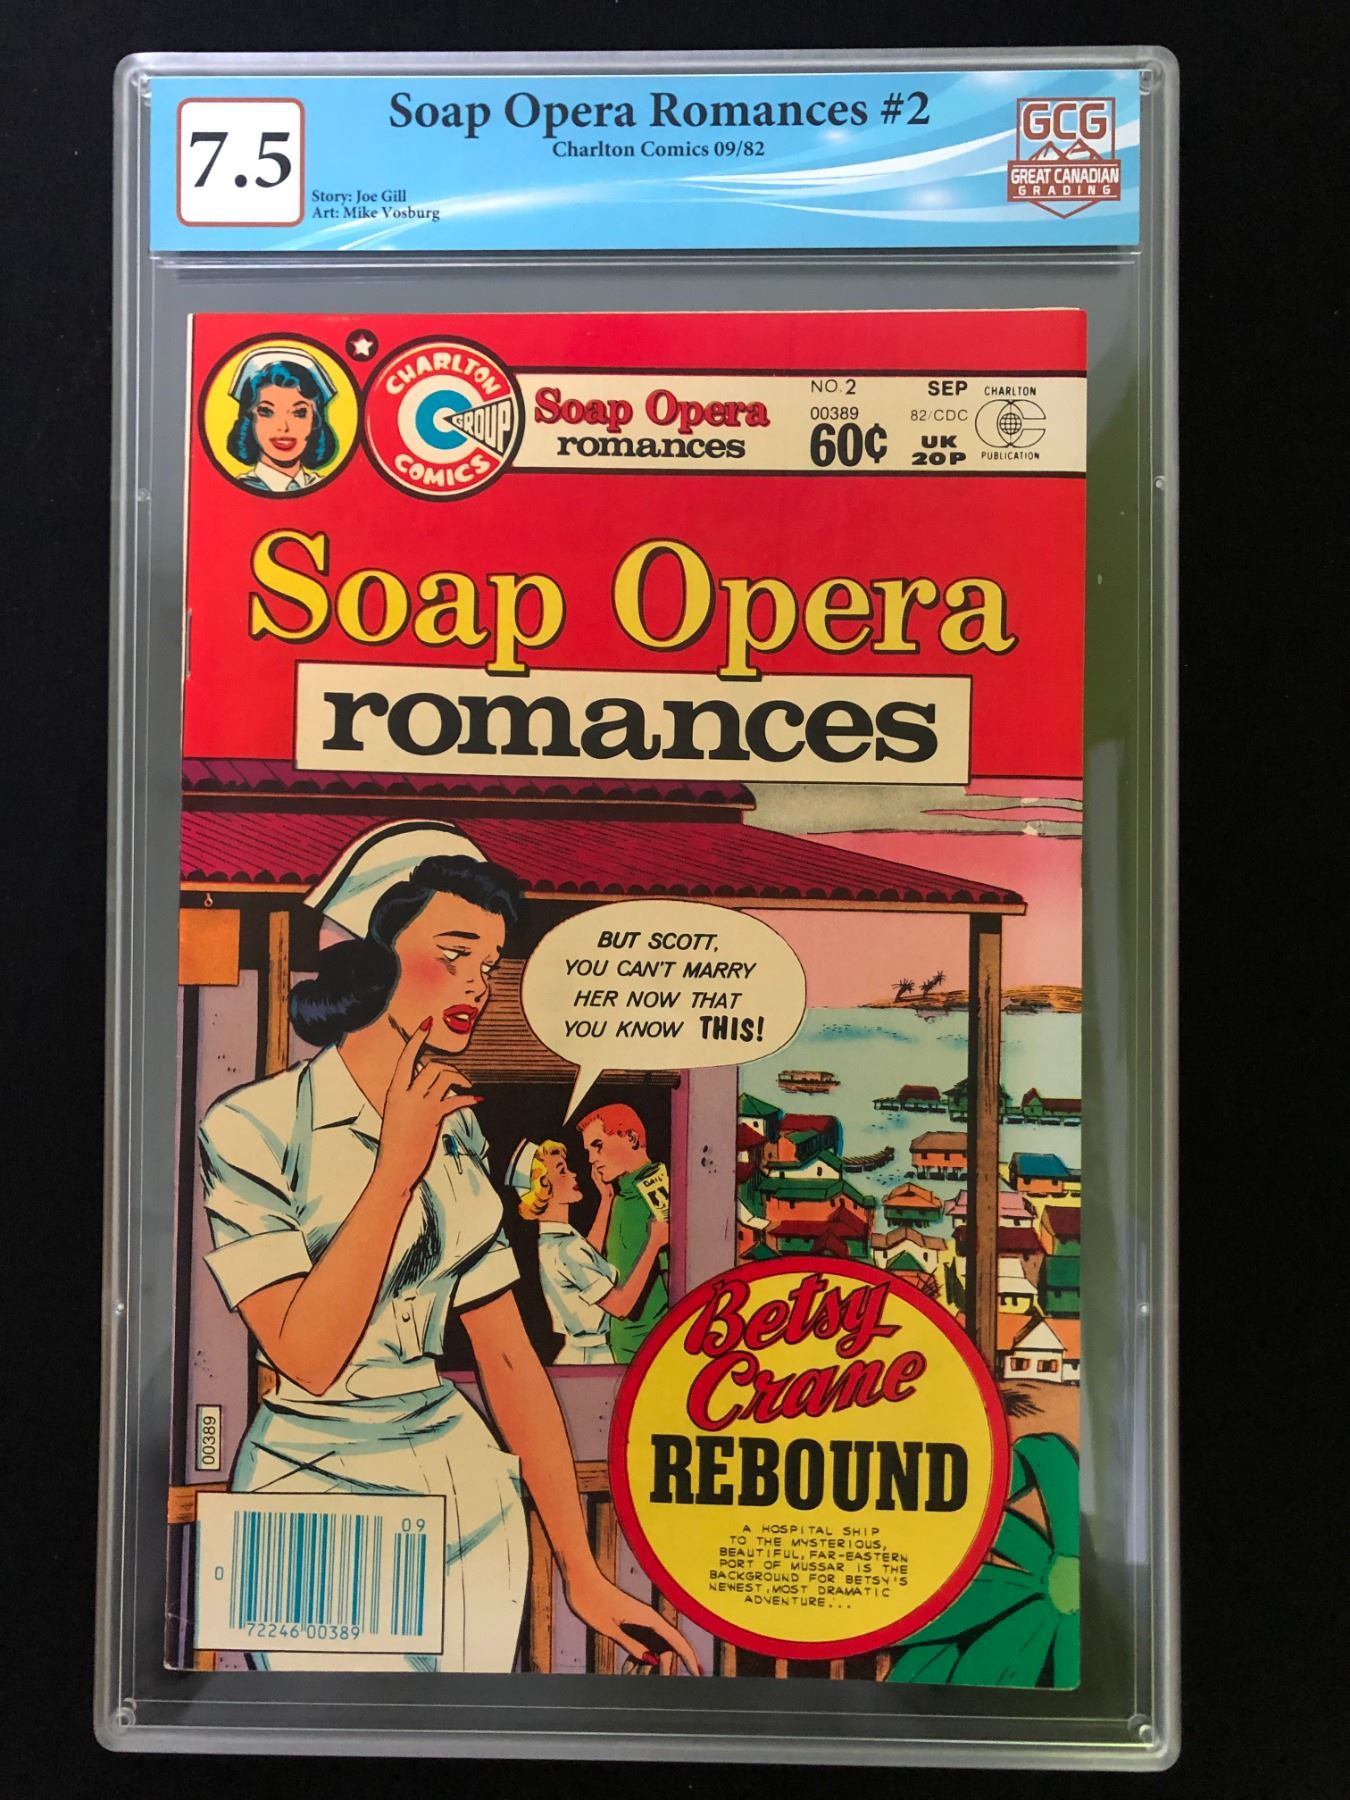 7.5
Soap Opera Romances #2
Charlton Comics 09/82
Story: Joe Gill
Art: Mike Vosburg
GCG
GREAT CANADIAN
GRADING
CHARLTON
C GROUP
COMICS
Soap Opera
romances
NO.2
00389
60¢
SEP
82/CDC
UK
20P
CHARLTON
C
PUBLICATION
Soap Opera
romances
BUT SCOTT,
YOU CAN'T MARRY
HER NOW THAT
YOU KNOW THIS!
DAILY
Betsy
Crane
REBOUND
A HOSPITAL SHIP
TO THE MYSTERIOUS,
BEAUTIFUL, FAR-EASTERN
PORT OF MUSSAR IS THE
BACKGROUND FOR BETSY'S
NEWEST, MOST DRAMATIC
ADVENTURE...
00389
09
0
72246 00389